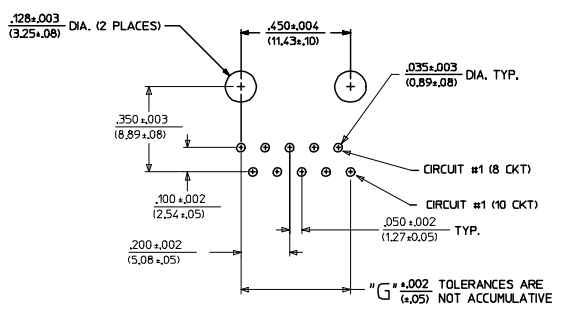 .128±.003
(3.25±.08) DIA. (2 PLACES)
.450±.004
(11.43±.10)
.035±.003
(0.89±.08) DIA. TYP.
.350±.003
(8.89±.08)
CIRCUIT #1 (8 CKT)
.100±.002
(2.54±.05)
CIRCUIT #1 (10 CKT)
.050±.002
(1.27±0.05) TYP.
.200±.002
(5.08±.05)
"G" ±.002
(±.05) TOLERANCES ARE
NOT ACCUMULATIVE